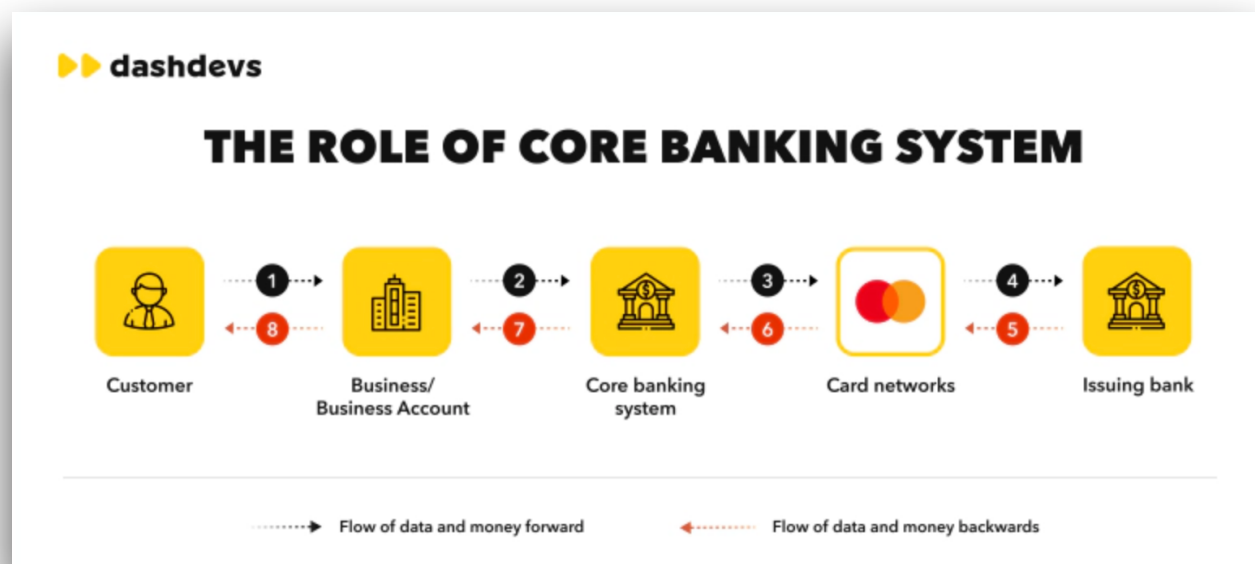 dashdevs
THE ROLE OF CORE BANKING SYSTEM
1
2
3
4
8
7
6
5
Customer
Business/
Business Account
Core banking
system
Card networks
Issuing bank
Flow of data and money forward
Flow of data and money backwards